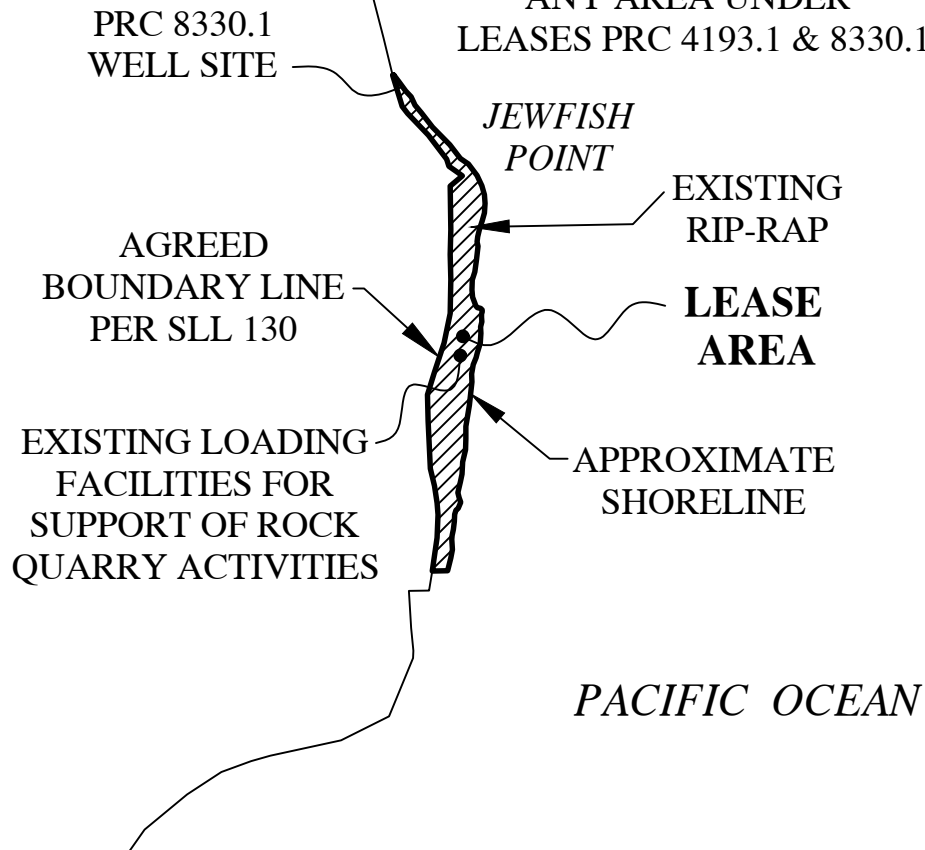 PRC 8330.1
WELL SITE
ANY AREA UNDER
LEASES PRC 4193.1 & 8330.1
JEWFISH
POINT
EXISTING
RIP-RAP
AGREED
BOUNDARY LINE
PER SLL 130
LEASE
AREA
EXISTING LOADING
FACILITIES FOR
SUPPORT OF ROCK
QUARRY ACTIVITIES
APPROXIMATE
SHORELINE
PACIFIC OCEAN